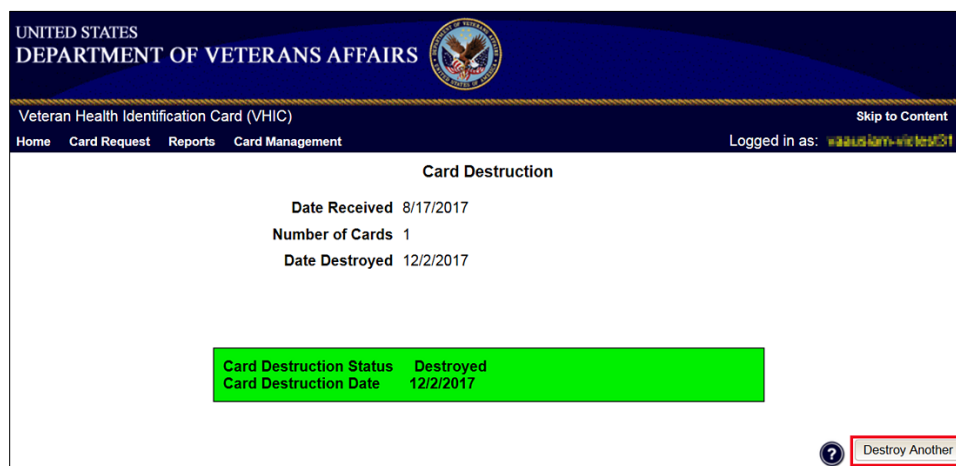 UNITED STATES
DEPARTMENT OF VETERANS AFFAIRS
Veteran Health Identification Card (VHIC)
Skip to Content
Home Card Request Reports Card Management
Logged in as:
Card Destruction
Date Received 8/17/2017
Number of Cards 1
Date Destroyed 12/2/2017
Card Destruction Status Destroyed
Card Destruction Date 12/2/2017
? Destroy Another